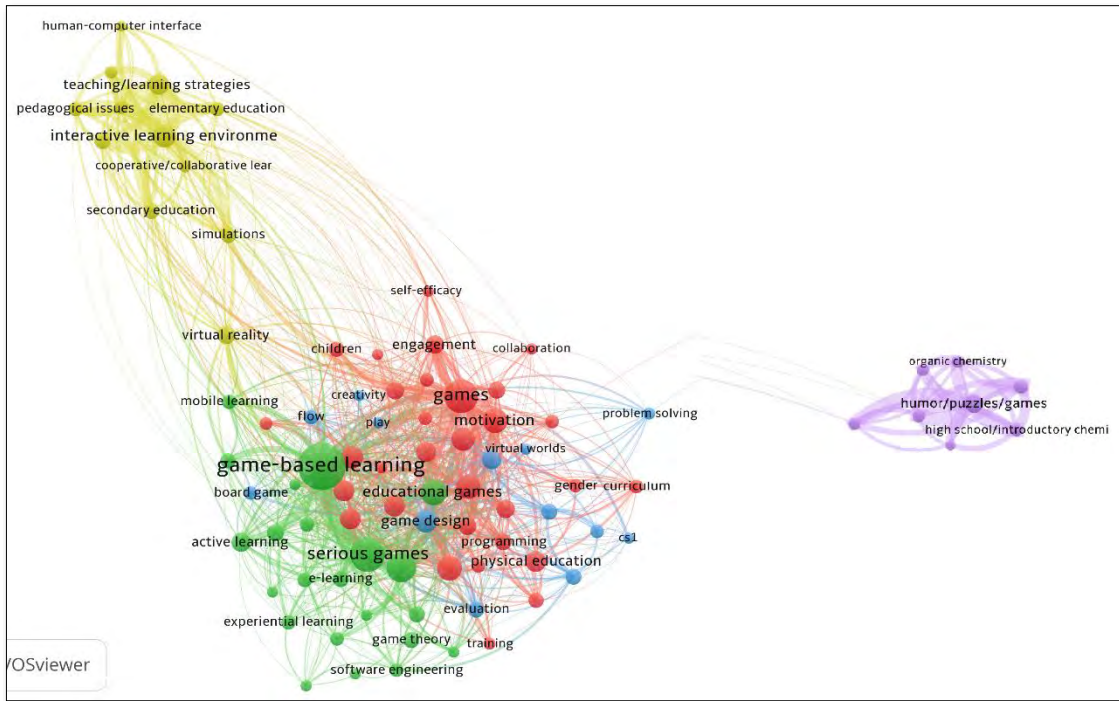 human-computer interface
teaching/learning strategies
pedagogical issues
elementary education
interactive learning environme
cooperative/collaborative lear
secondary education
simulations
self-efficacy
virtual reality
children
engagement
collaboration
organic chemistry
mobile learning
creativity
games
humor/puzzles/games
flow
play
motivation
problem solving
high school/introductory chemi
virtual worlds
game-based learning
board game
educational games
gender
curriculum
game design
active learning
programming
cs1
serious games
physical education
e-learning
evaluation
experiential learning
game theory
training
software engineering
VOSviewer